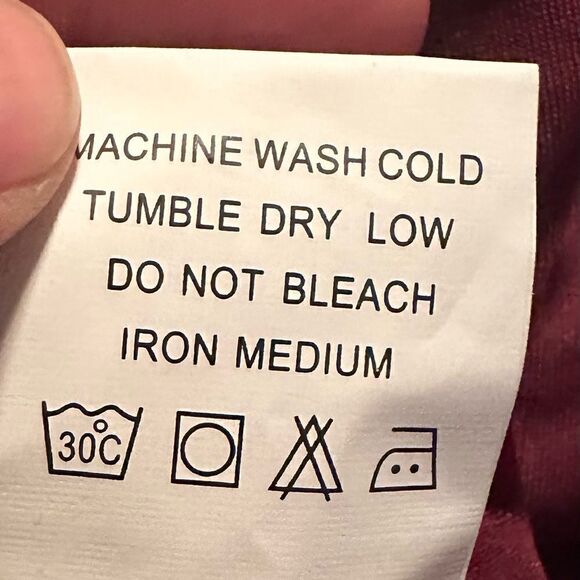 MACHINE WASH COLD
TUMBLE DRY LOW
DO NOT BLEACH
IRON MEDIUM
30°C